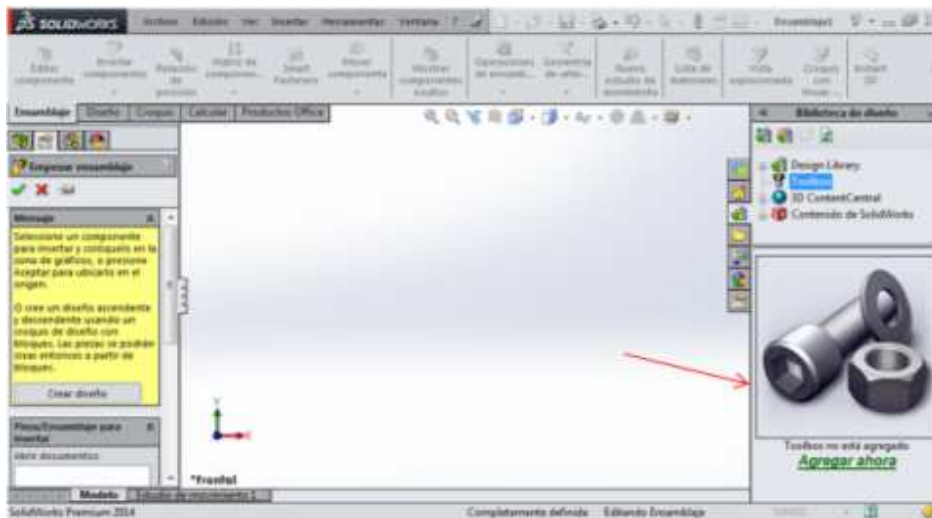 SOLIDWORKS
Archivo Edición Ver Insertar Herramientas Ventana ?
Ensamblaje1
Editar componente
Insertar componentes
Relación de posición
Matriz de componen...
Smart Fasteners
Mover componente
Mostrar componentes ocultos
Operaciones de ensambl...
Geometría de refer...
Nuevo estudio de movimiento
Lista de materiales
Vista explosionada
Croquis con líneas ...
Instant 3D
Ensamblaje Diseño Croquis Calcular Productos Office
Biblioteca de diseño
Design Library
Toolbox
3D ContentCentral
Contenido de SolidWorks
Empezar ensamblaje
Mensaje
Seleccione un componente
para insertar y colóquelo en la
zona de gráficos, o presione
Aceptar para ubicarlo en el
origen.
O cree un diseño ascendente
y descendente usando un
croquis de diseño con
bloques. Las piezas se podrán
crear entonces a partir de
bloques.
Crear diseño
Pieza/Ensamblaje para
insertar
Abrir documentos:
Y
X
*Frontal
Toolbox no está agregado
Agregar ahora
Modelo Estudio de movimiento 1
SolidWorks Premium 2014
Completamente definida Editando Ensamblaje